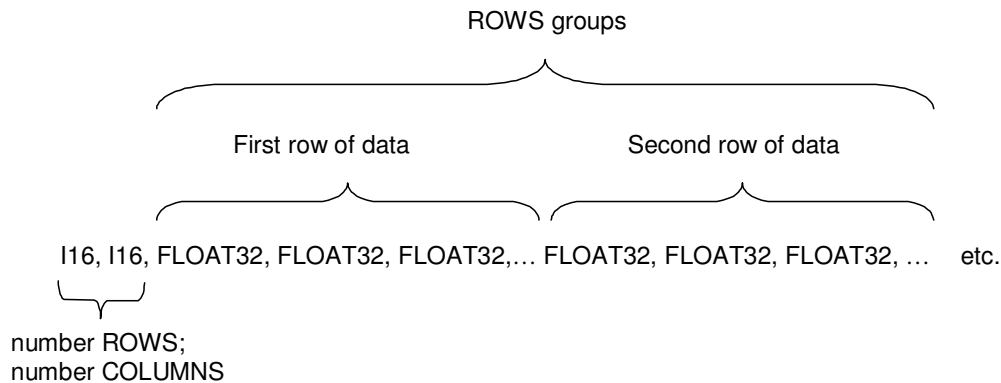 ROWS groups
First row of data Second row of data
I16, I16, FLOAT32, FLOAT32, FLOAT32,… FLOAT32, FLOAT32, FLOAT32, … etc.
number ROWS;
number COLUMNS